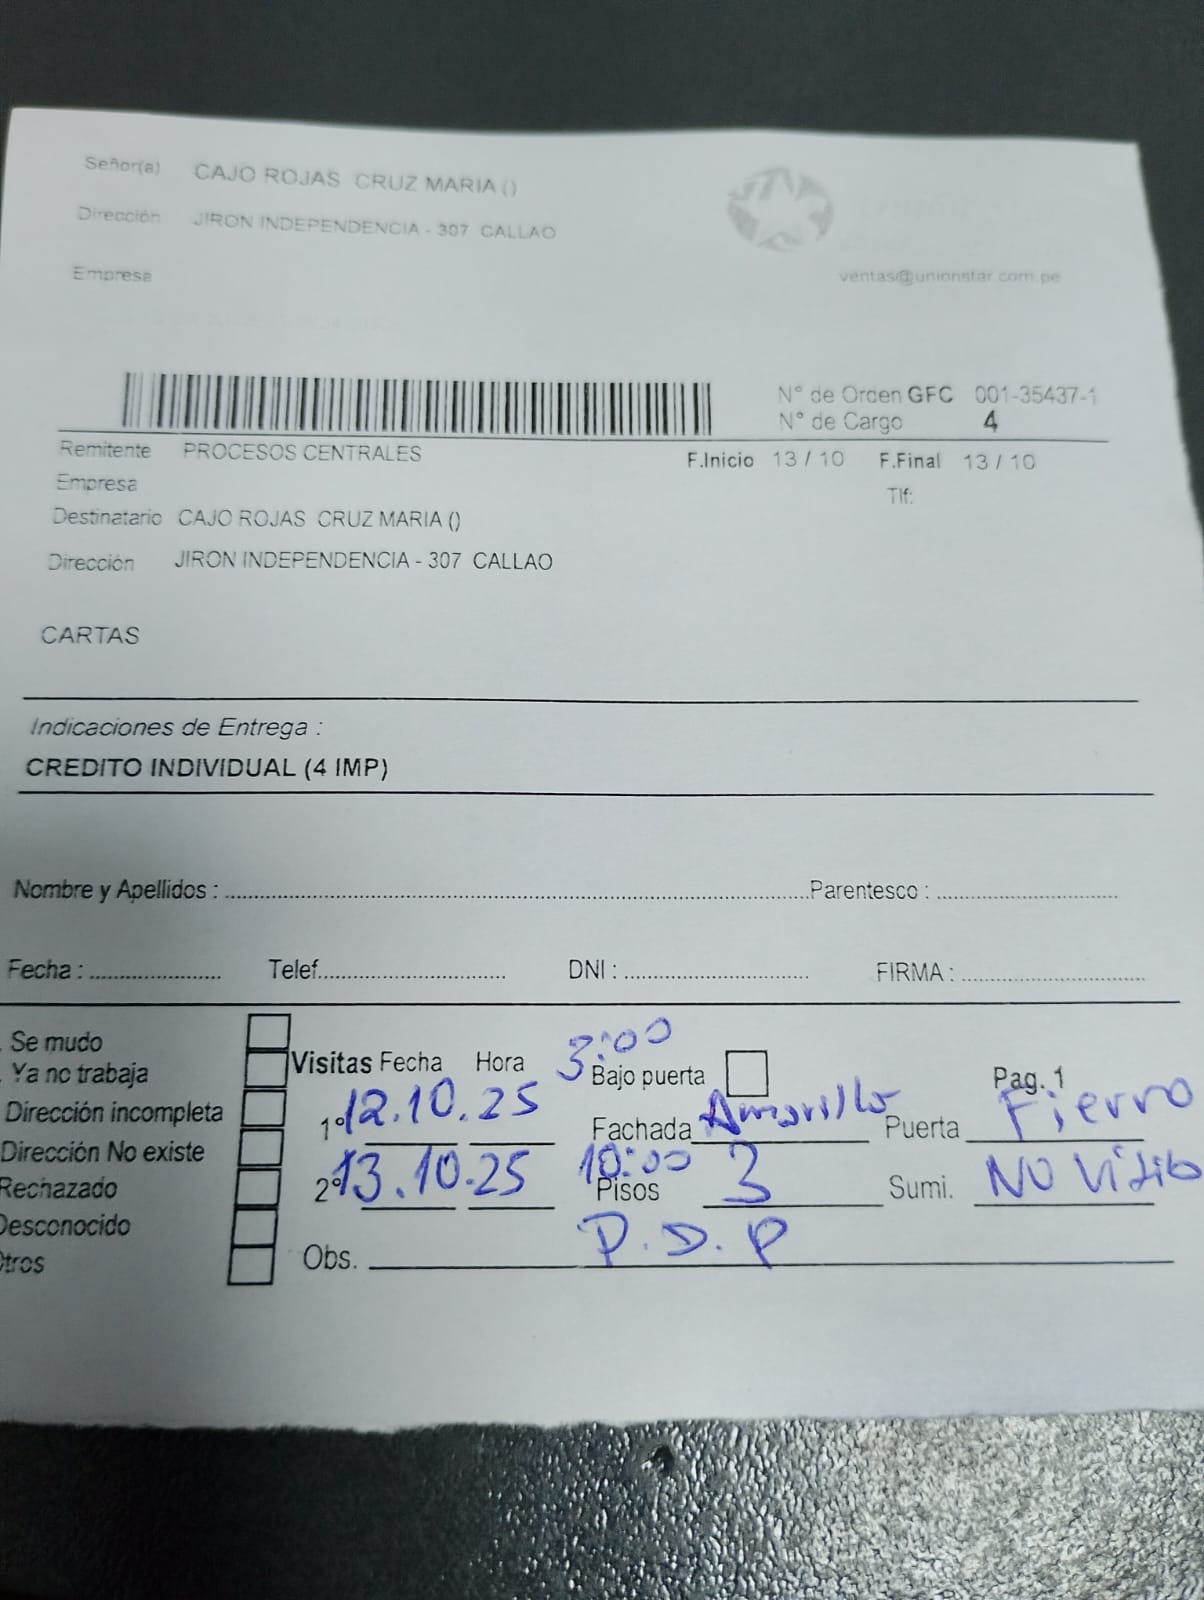 Señor(a) CAJO ROJAS CRUZ MARIA ()
Dirección JIRON INDEPENDENCIA - 307 CALLAO
Empresa
ventas@unionstar.com.pe
N° de Orden GFC 001-35437-1
N° de Cargo 4
Remitente PROCESOS CENTRALES
F.Inicio 13 / 10 F.Final 13 / 10
Empresa
Tlf:
Destinatario CAJO ROJAS CRUZ MARIA ()
Dirección JIRON INDEPENDENCIA - 307 CALLAO
CARTAS
Indicaciones de Entrega :
CREDITO INDIVIDUAL (4 IMP)
Nombre y Apellidos : Parentesco :
Fecha : Telef. DNI : FIRMA :
Se mudo
Ya no trabaja
Dirección incompleta
Dirección No existe
Rechazado
Desconocido
Otros
Visitas Fecha Hora 3:00 Bajo puerta Pag. 1
1° 12.10.25 Fachada Amarillo Puerta Fierro
2° 13.10.25 10:00 Pisos 3 Sumi. NO Visib
Obs. P.D.P